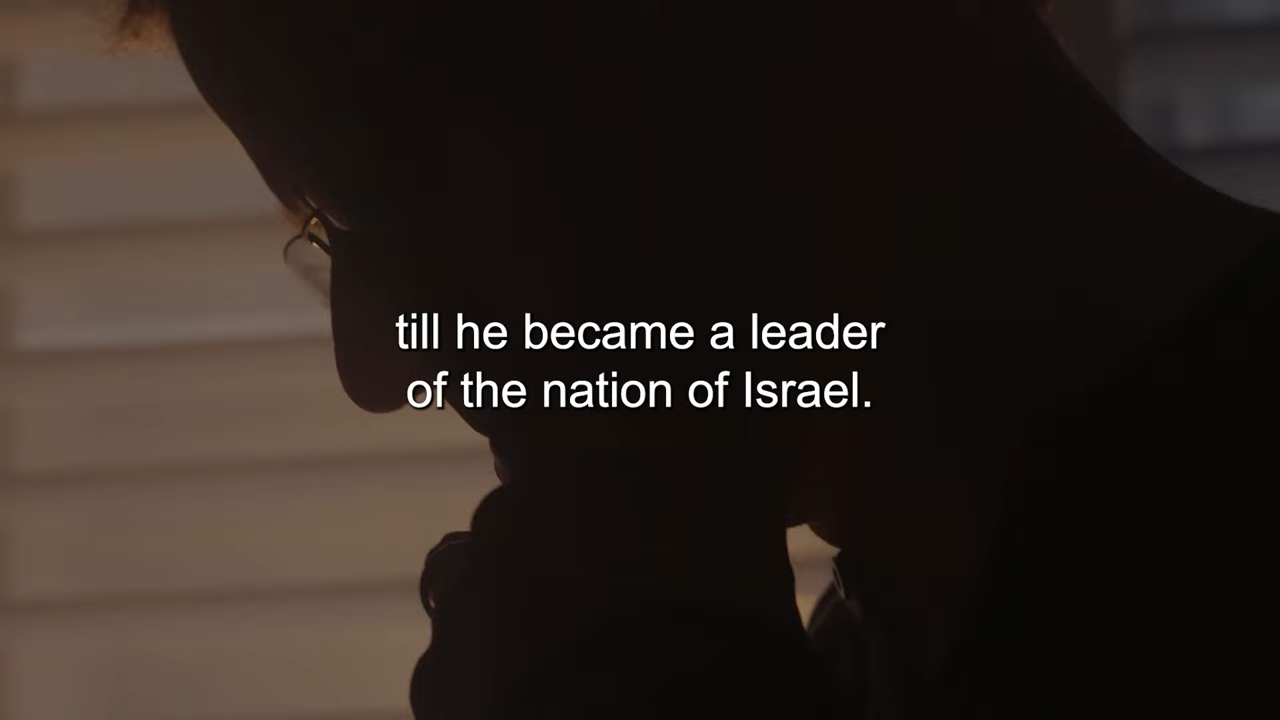 till he became a leader
of the nation of Israel.